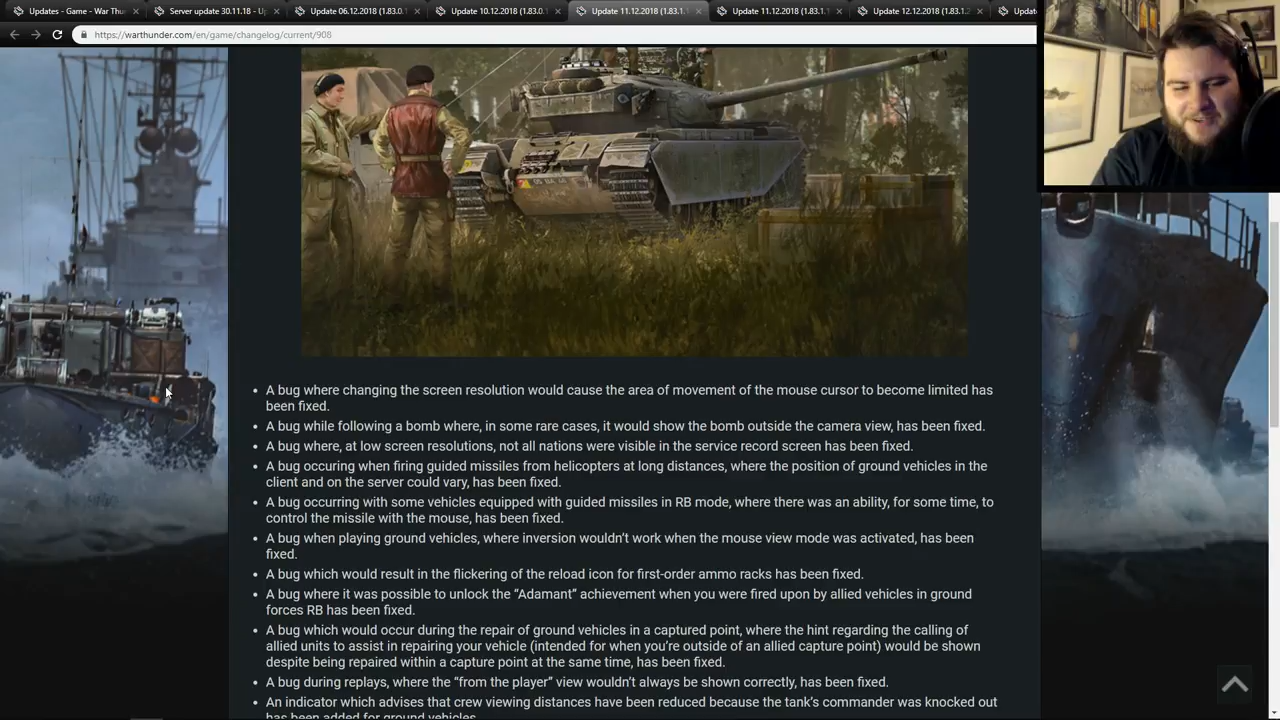 Updates - Game - War Thu
Server update 30.11.18 - Up
Update 06.12.2018 (1.83.0.
Update 10.12.2018 (1.83.0.1
Update 11.12.2018 (1.83.1.1
Update 11.12.2018 (1.83.1.1
Update 12.12.2018 (1.83.1.2
Updat
https://warthunder.com/en/game/changelog/current/908
• A bug where changing the screen resolution would cause the area of movement of the mouse cursor to become limited has
been fixed.
• A bug while following a bomb where, in some rare cases, it would show the bomb outside the camera view, has been fixed.
• A bug where, at low screen resolutions, not all nations were visible in the service record screen has been fixed.
• A bug occuring when firing guided missiles from helicopters at long distances, where the position of ground vehicles in the
client and on the server could vary, has been fixed.
• A bug occurring with some vehicles equipped with guided missiles in RB mode, where there was an ability, for some time, to
control the missile with the mouse, has been fixed.
• A bug when playing ground vehicles, where inversion wouldn't work when the mouse view mode was activated, has been
fixed.
• A bug which would result in the flickering of the reload icon for first-order ammo racks has been fixed.
• A bug where it was possible to unlock the “Adamant” achievement when you were fired upon by allied vehicles in ground
forces RB has been fixed.
• A bug which would occur during the repair of ground vehicles in a captured point, where the hint regarding the calling of
allied units to assist in repairing your vehicle (intended for when you're outside of an allied capture point) would be shown
despite being repaired within a capture point at the same time, has been fixed.
• A bug during replays, where the “from the player” view wouldn't always be shown correctly, has been fixed.
• An indicator which advises that crew viewing distances have been reduced because the tank's commander was knocked out
has been added for ground vehicles.